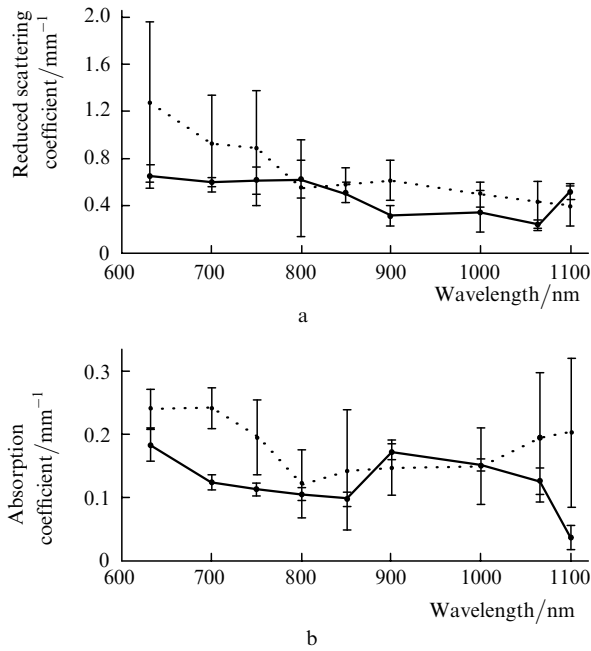 2.0
1.6
1.2
0.8
0.4
0
Reduced scattering
coefficient/mm⁻¹
600 700 800 900 1000 1100
Wavelength/nm
a
0.3
0.2
0.1
0
Absorption
coefficient/mm⁻¹
600 700 800 900 1000 1100
Wavelength/nm
b